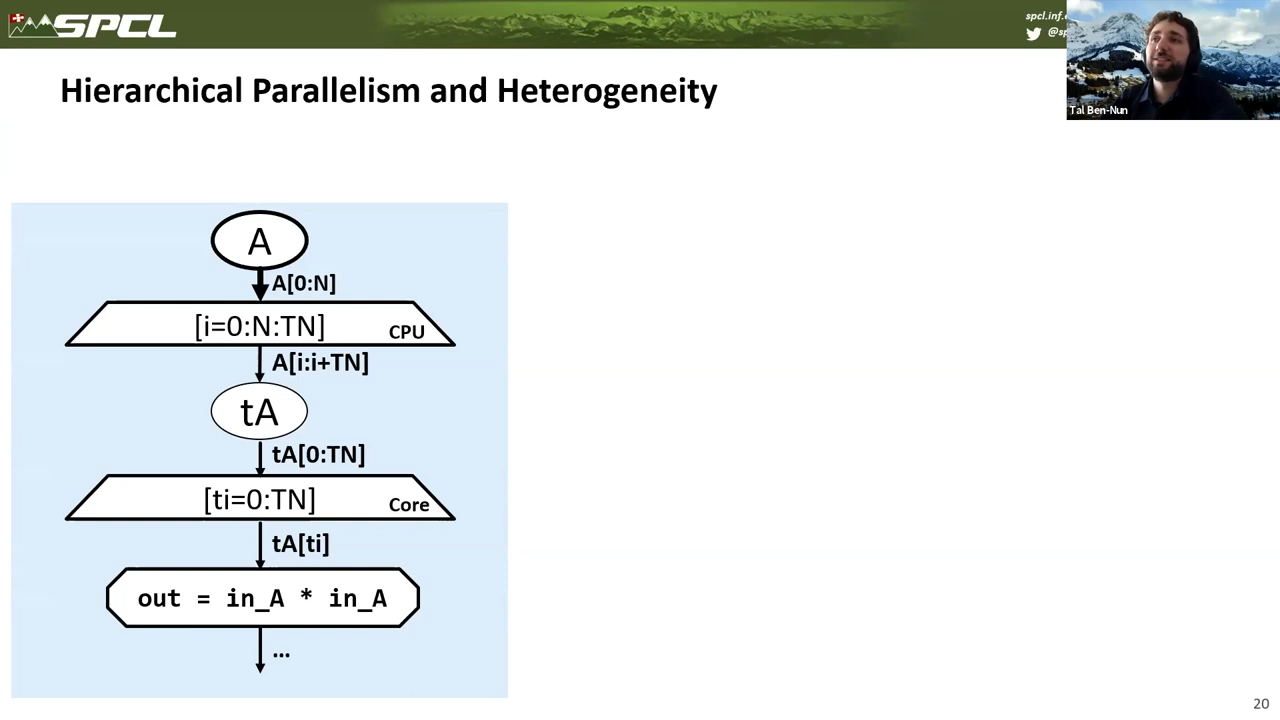 SPCL
spcl.inf.
@sp
Tal Ben-Nun
Hierarchical Parallelism and Heterogeneity
A
A[0:N]
[i=0:N:TN] CPU
A[i:i+TN]
tA
tA[0:TN]
[ti=0:TN] Core
tA[ti]
out = in_A * in_A
...
20